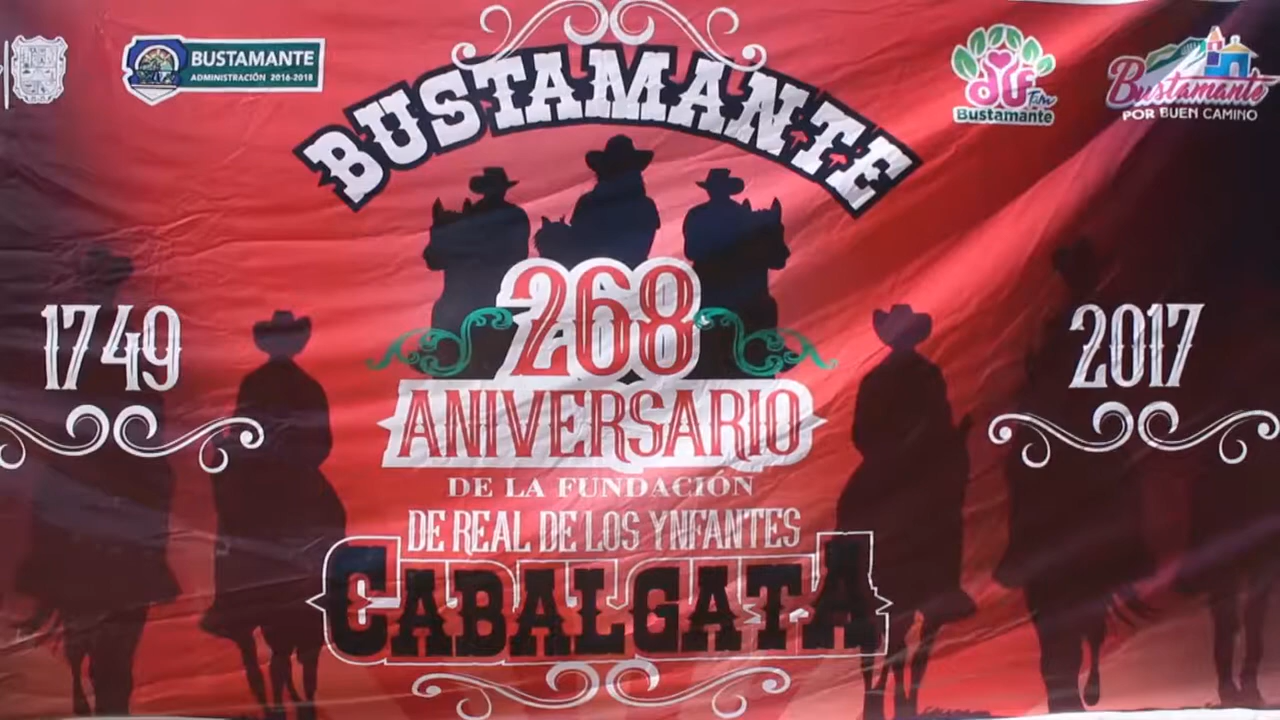 BUSTAMANTE
ADMINISTRACIÓN 2016-2018
Bustamante
Bustamante
POR BUEN CAMINO
BUSTAMANTE
1749
268
2017
ANIVERSARIO
DE LA FUNDACIÓN
DE REAL DE LOS YNFANTES
CABALGATA